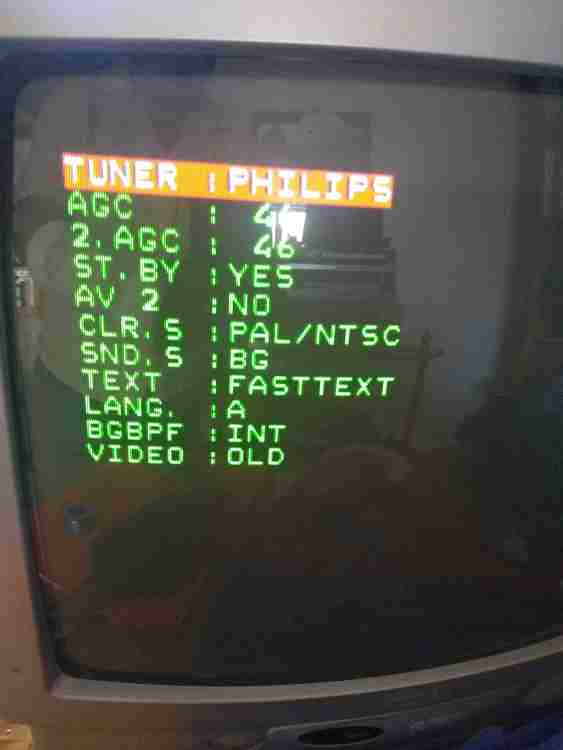 TUNER : PHILIPS
AGC : 46
2.AGC : 46
ST.BY : YES
AV 2 : NO
CLR.S : PAL/NTSC
SND.S : BG
TEXT : FASTTEXT
LANG. : A
BGBPF : INT
VIDEO : OLD